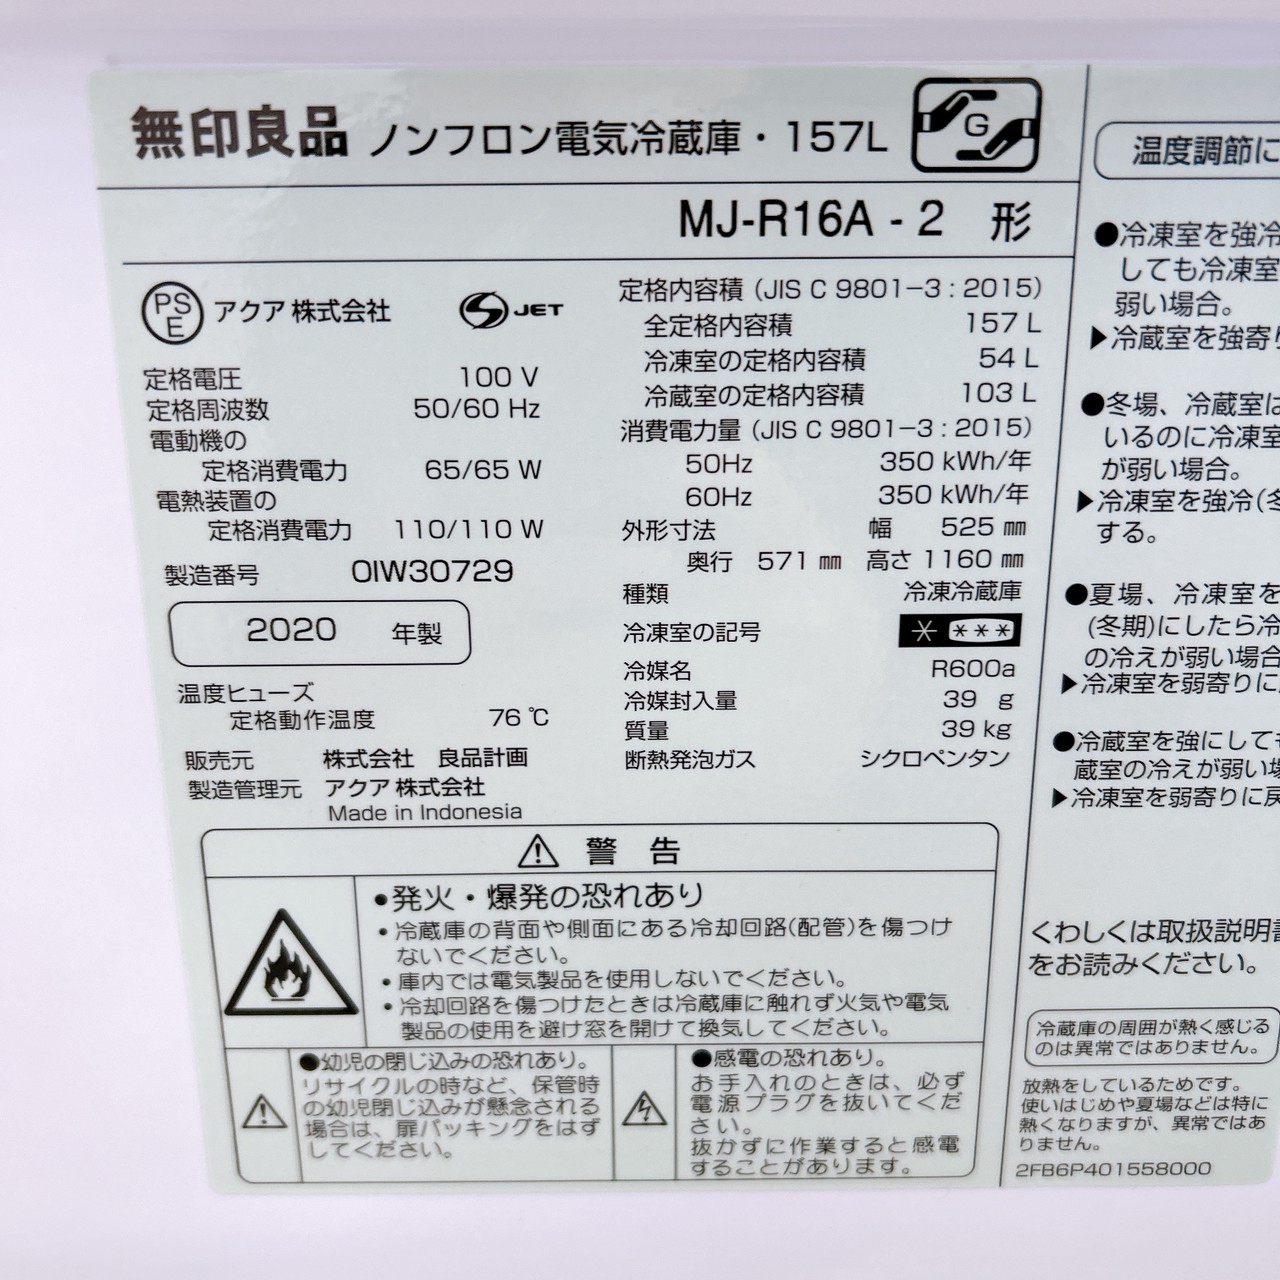 無印良品 ノンフロン電気冷蔵庫・157L
G
MJ-R16A - 2 形
PS
E
アクア 株式会社
S JET
定格電圧 100 V
定格周波数 50/60 Hz
電動機の
定格消費電力 65/65 W
電熱装置の
定格消費電力 110/110 W
製造番号 OIW30729
2020 年製
温度ヒューズ
定格動作温度 76 ℃
販売元 株式会社 良品計画
製造管理元 アクア 株式会社
Made in Indonesia
定格内容積 (JIS C 9801-3 : 2015)
全定格内容積 157 L
冷凍室の定格内容積 54 L
冷蔵室の定格内容積 103 L
消費電力量 (JIS C 9801-3 : 2015)
50Hz 350 kWh/年
60Hz 350 kWh/年
外形寸法 幅 525 ㎜
奥行 571 ㎜ 高さ 1160 ㎜
種類 冷凍冷蔵庫
冷凍室の記号 * ***
冷媒名 R600a
冷媒封入量 39 g
質量 39 kg
断熱発泡ガス シクロペンタン
警 告
●発火・爆発の恐れあり
・冷蔵庫の背面や側面にある冷却回路(配管)を傷つけ
ないでください。
・庫内では電気製品を使用しないでください。
・冷却回路を傷つけたときは冷蔵庫に触れず火気や電気
製品の使用を避け窓を開けて換気してください。
●幼児の閉じ込みの恐れあり。
リサイクルの時など、保管時
の幼児閉じ込みが懸念される
場合は、扉パッキングをはず
してください。
●感電の恐れあり。
お手入れのときは、必ず
電源プラグを抜いてくだ
さい。
抜かずに作業すると感電
することがあります。
温度調節に
●冷凍室を強冷
しても冷凍室
弱い場合。
▶冷蔵室を強寄り
●冬場、冷蔵室は
いるのに冷凍室
が弱い場合。
▶冷凍室を強冷(冬
する。
●夏場、冷凍室を
(冬期)にしたら冷
の冷えが弱い場合
▶冷凍室を弱寄りに
●冷蔵室を強にしても
蔵室の冷えが弱い場
▶冷凍室を弱寄りに戻
くわしくは取扱説明書
をお読みください。
冷蔵庫の周囲が熱く感じる
のは異常ではありません。
放熱をしているためです。
使いはじめや夏場などは特に
熱くなりますが、異常ではあ
りません。
2FB6P401558000